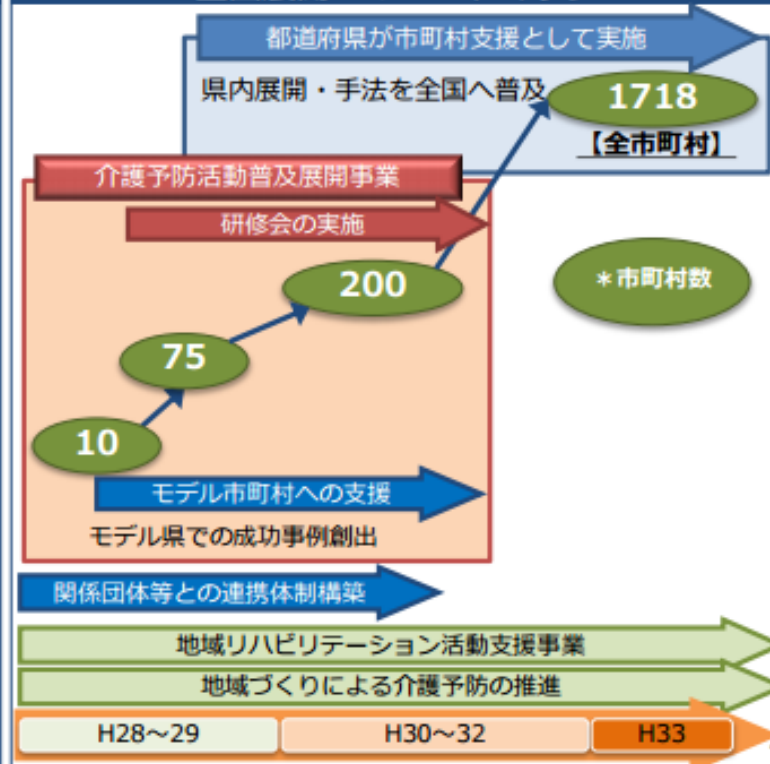 都道府県が市町村支援として実施
県内展開・手法を全国へ普及
1718
【全市町村】
介護予防活動普及展開事業
研修会の実施
200
＊市町村数
75
10
モデル市町村への支援
モデル県での成功事例創出
関係団体等との連携体制構築
地域リハビリテーション活動支援事業
地域づくりによる介護予防の推進
H28～29
H30～32
H33